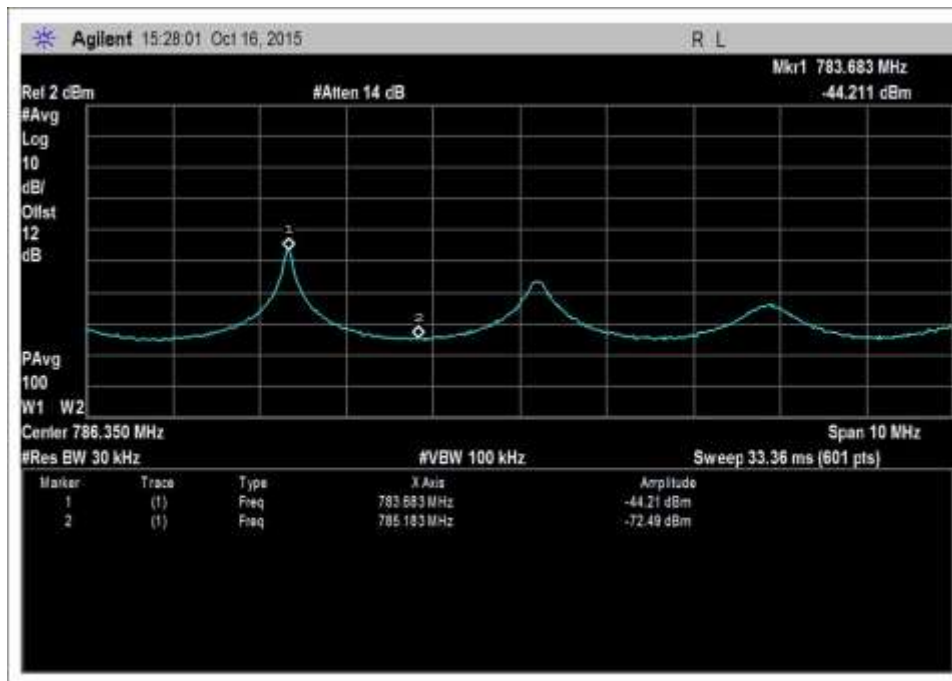 Agilent 15:28:01 Oct 16, 2015 R L
Mkr1 783.683 MHz
Ref 2 dBm #Atten 14 dB -44.211 dBm
#Avg
Log
10
dB/
Offst
12
dB
1
2
PAvg
100
W1 W2
Center 786.350 MHz Span 10 MHz
#Res BW 30 kHz #VBW 100 kHz Sweep 33.36 ms (601 pts)
Marker Trace Type X Axis Amplitude
1 (1) Freq 783.683 MHz -44.21 dBm
2 (1) Freq 785.183 MHz -72.49 dBm